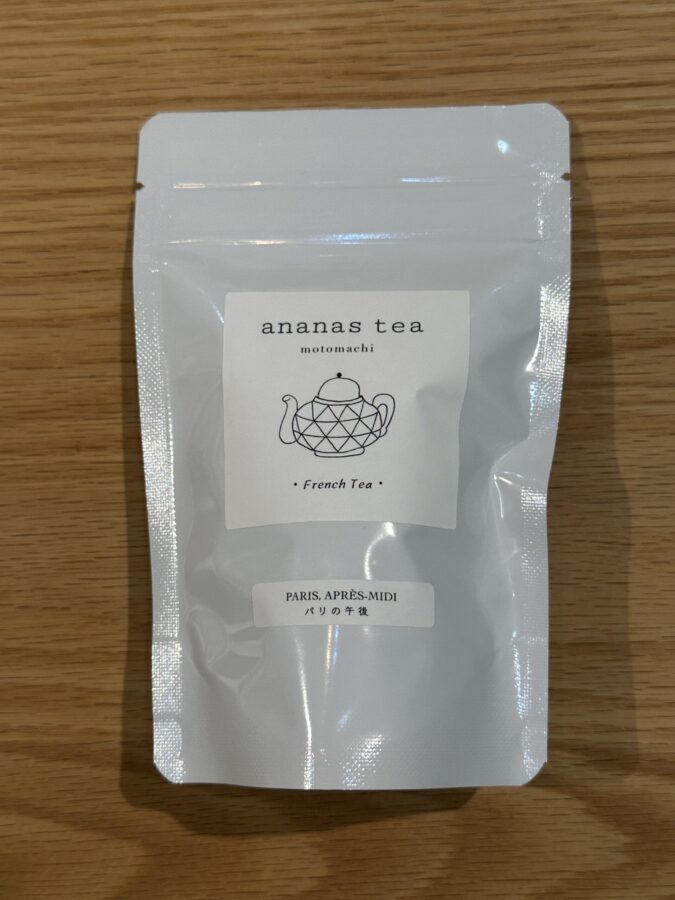 ananas tea
motomachi
• French Tea •
PARIS, APRÈS-MIDI
パリの午後